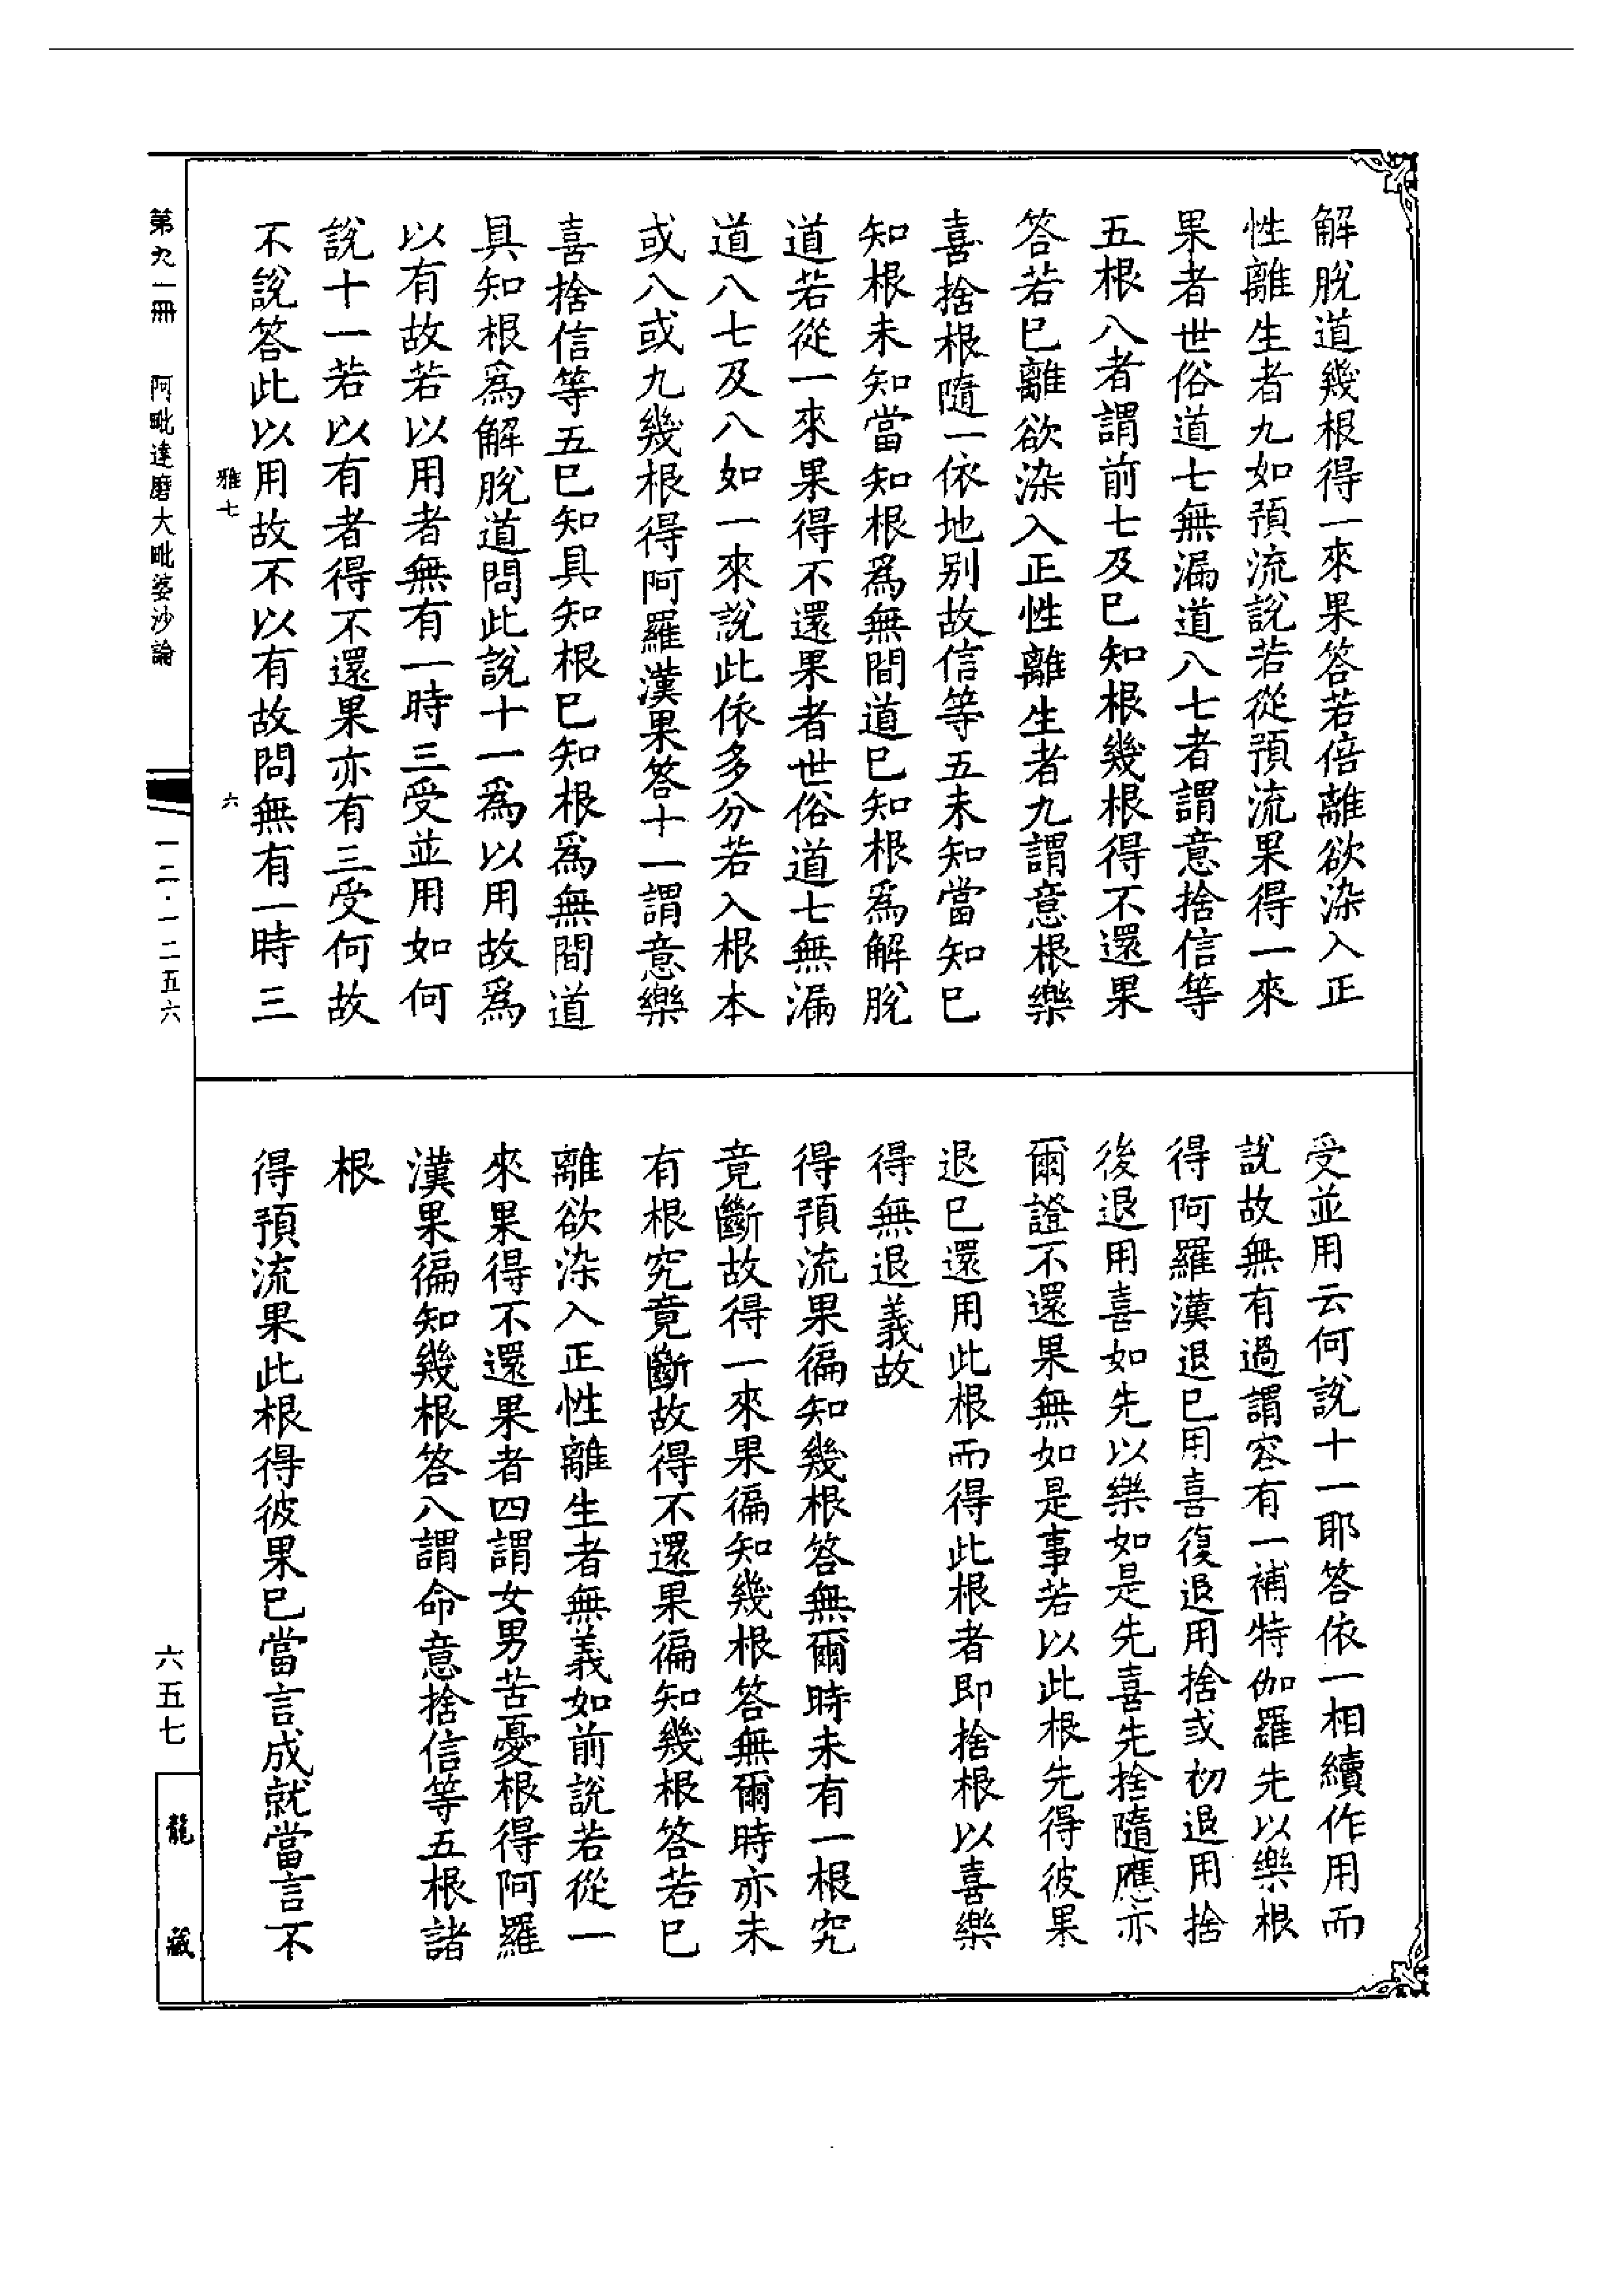 解脫道幾根得一來果答若倍離欲染入正
性離生者九如預流說若從預流果得一來
果者世俗道七無漏道八七者謂意捨信等
五根八者謂前七及已知根幾根得不還果
答若已離欲染入正性離生者九謂意根樂
喜捨根隨一依地別故信等五未知當知已
知根未知當知根爲無間道已知根爲解脫
道若從一來果得不還果者世俗道七無漏
道八七及八如一來說此依多分若入根本
或八或九幾根得阿羅漢果答十一謂意樂
喜捨信等五已知具知根已知根爲無間道
具知根爲解脫道問此說十一爲以用故爲
以有故若以用者無有一時三受並用如何
說十一若以有者得不還果亦有三受何故
不說答此以用故不以有故問無有一時三
受並用云何說十一耶答依一相續作用而
說故無有過謂容有一補特伽羅先以樂根
得阿羅漢退已用喜復退用捨或初退用捨
後退用喜如先以樂如是先喜先捨隨應亦
爾證不還果無如是事若以此根先得彼果
退已還用此根而得此根者即捨根以喜樂
得無退義故
得預流果徧知幾根答無爾時未有一根究
竟斷故得一來果徧知幾根答無爾時亦未
有根究竟斷故得不還果徧知幾根答若已
離欲染入正性離生者無義如前說若從一
來果得不還果者四謂女男苦憂根得阿羅
漢果徧知幾根答八謂命意捨信等五根諸
根
得預流果此根得彼果已當言成就當言不
雅七
六
第九一冊 阿毗達磨大毗婆沙論
一二·一二五六
六五七
龍藏